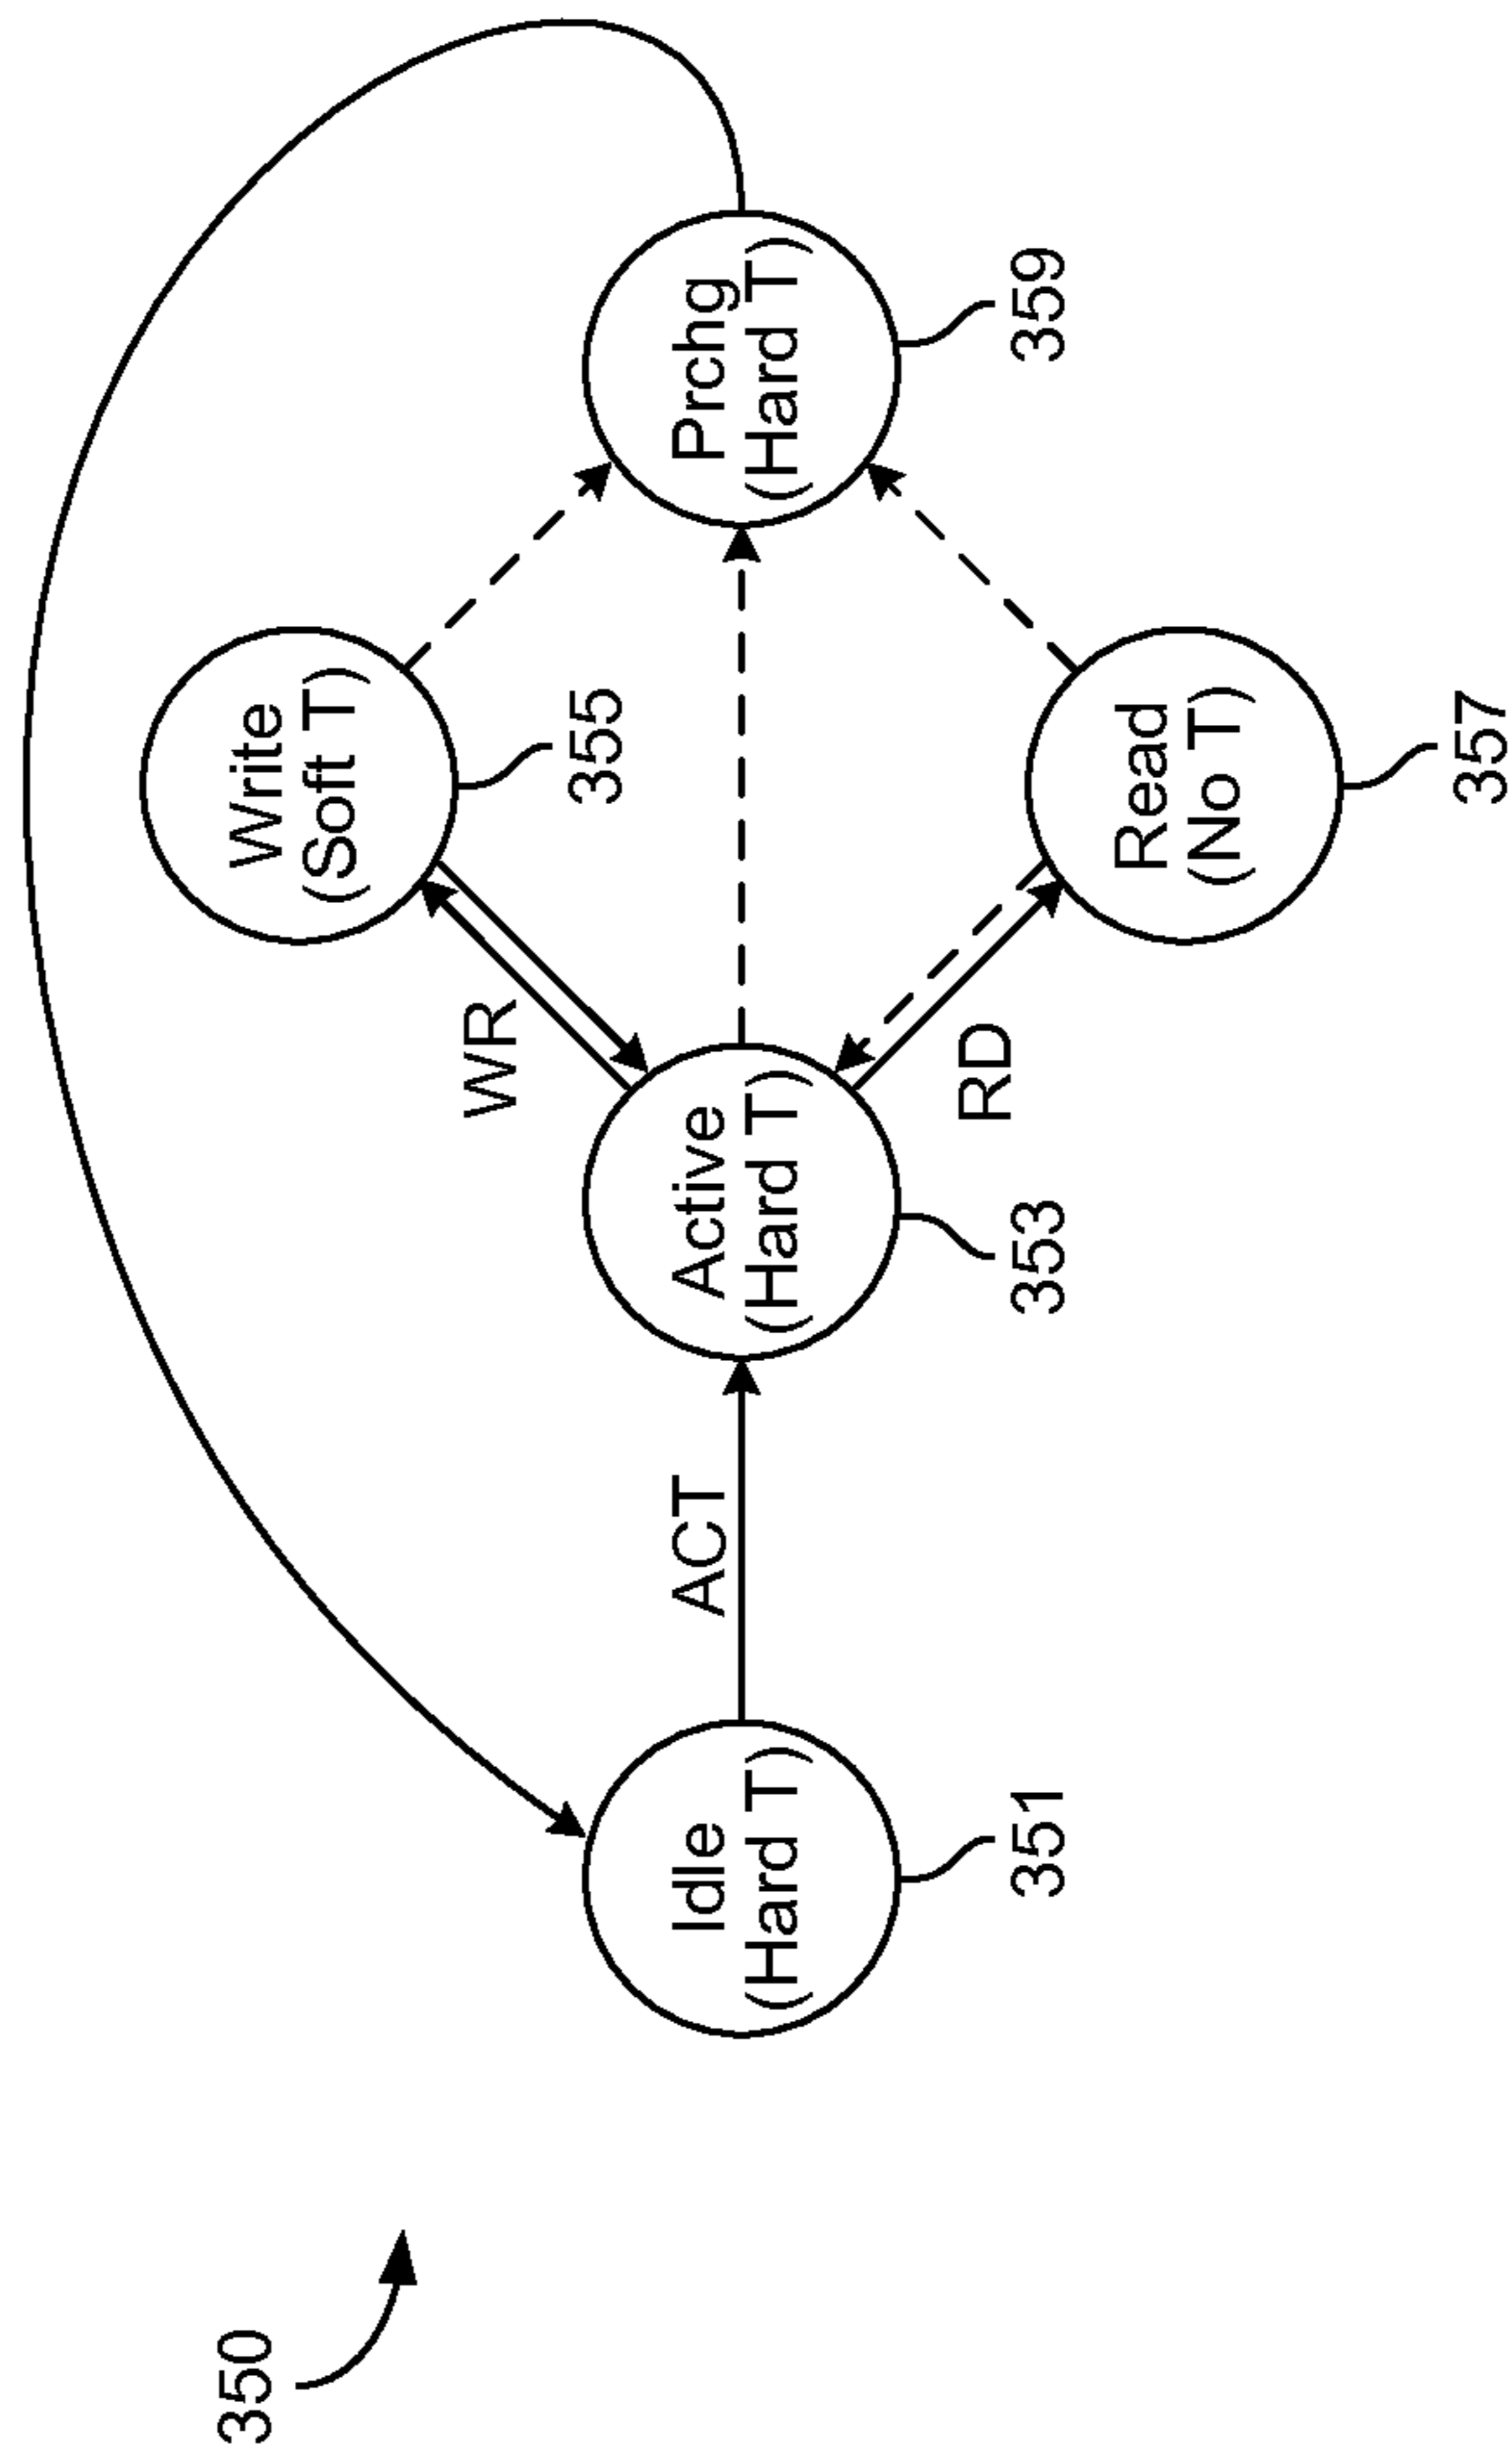 350
Idle
(Hard T)
351
ACT
Active
(Hard T)
353
WR
Write
(Soft T)
355
RD
Read
(No T)
357
Prchg
(Hard T)
359